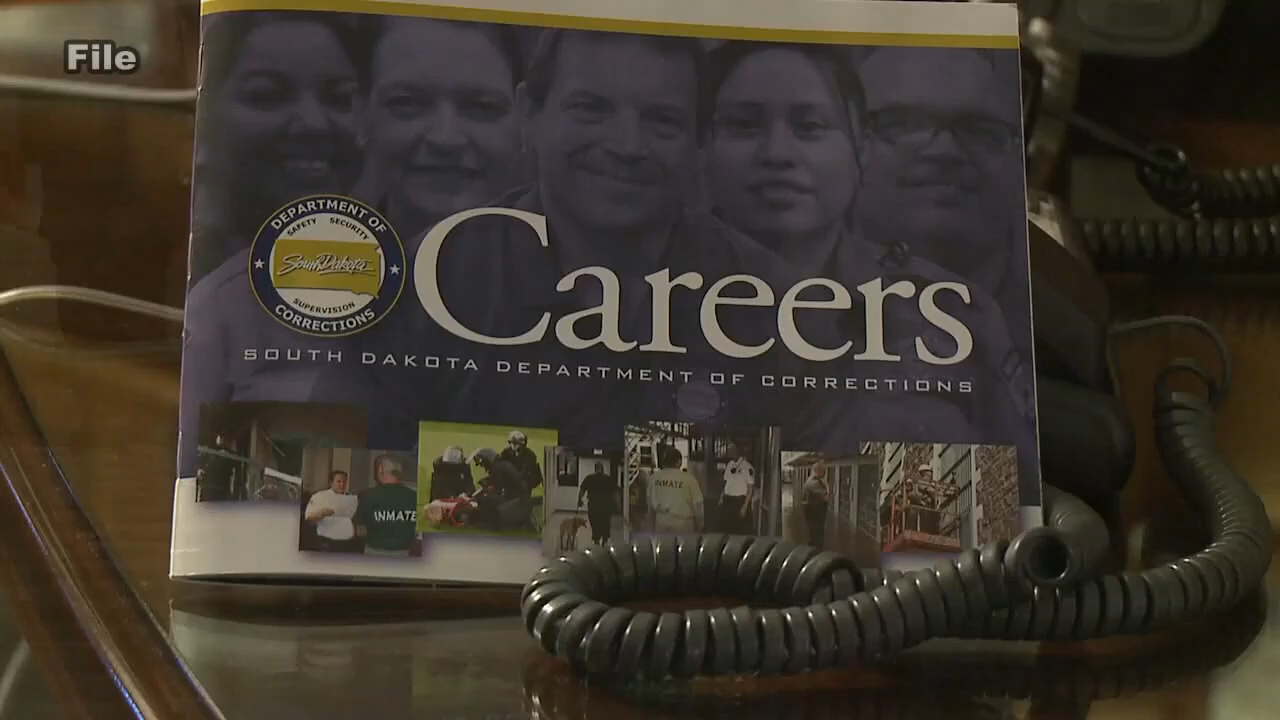 File
DEPARTMENT OF
SAFETY SECURITY
South Dakota
SUPERVISION
CORRECTIONS
Careers
SOUTH DAKOTA DEPARTMENT OF CORRECTIONS
INMATE
INMATE